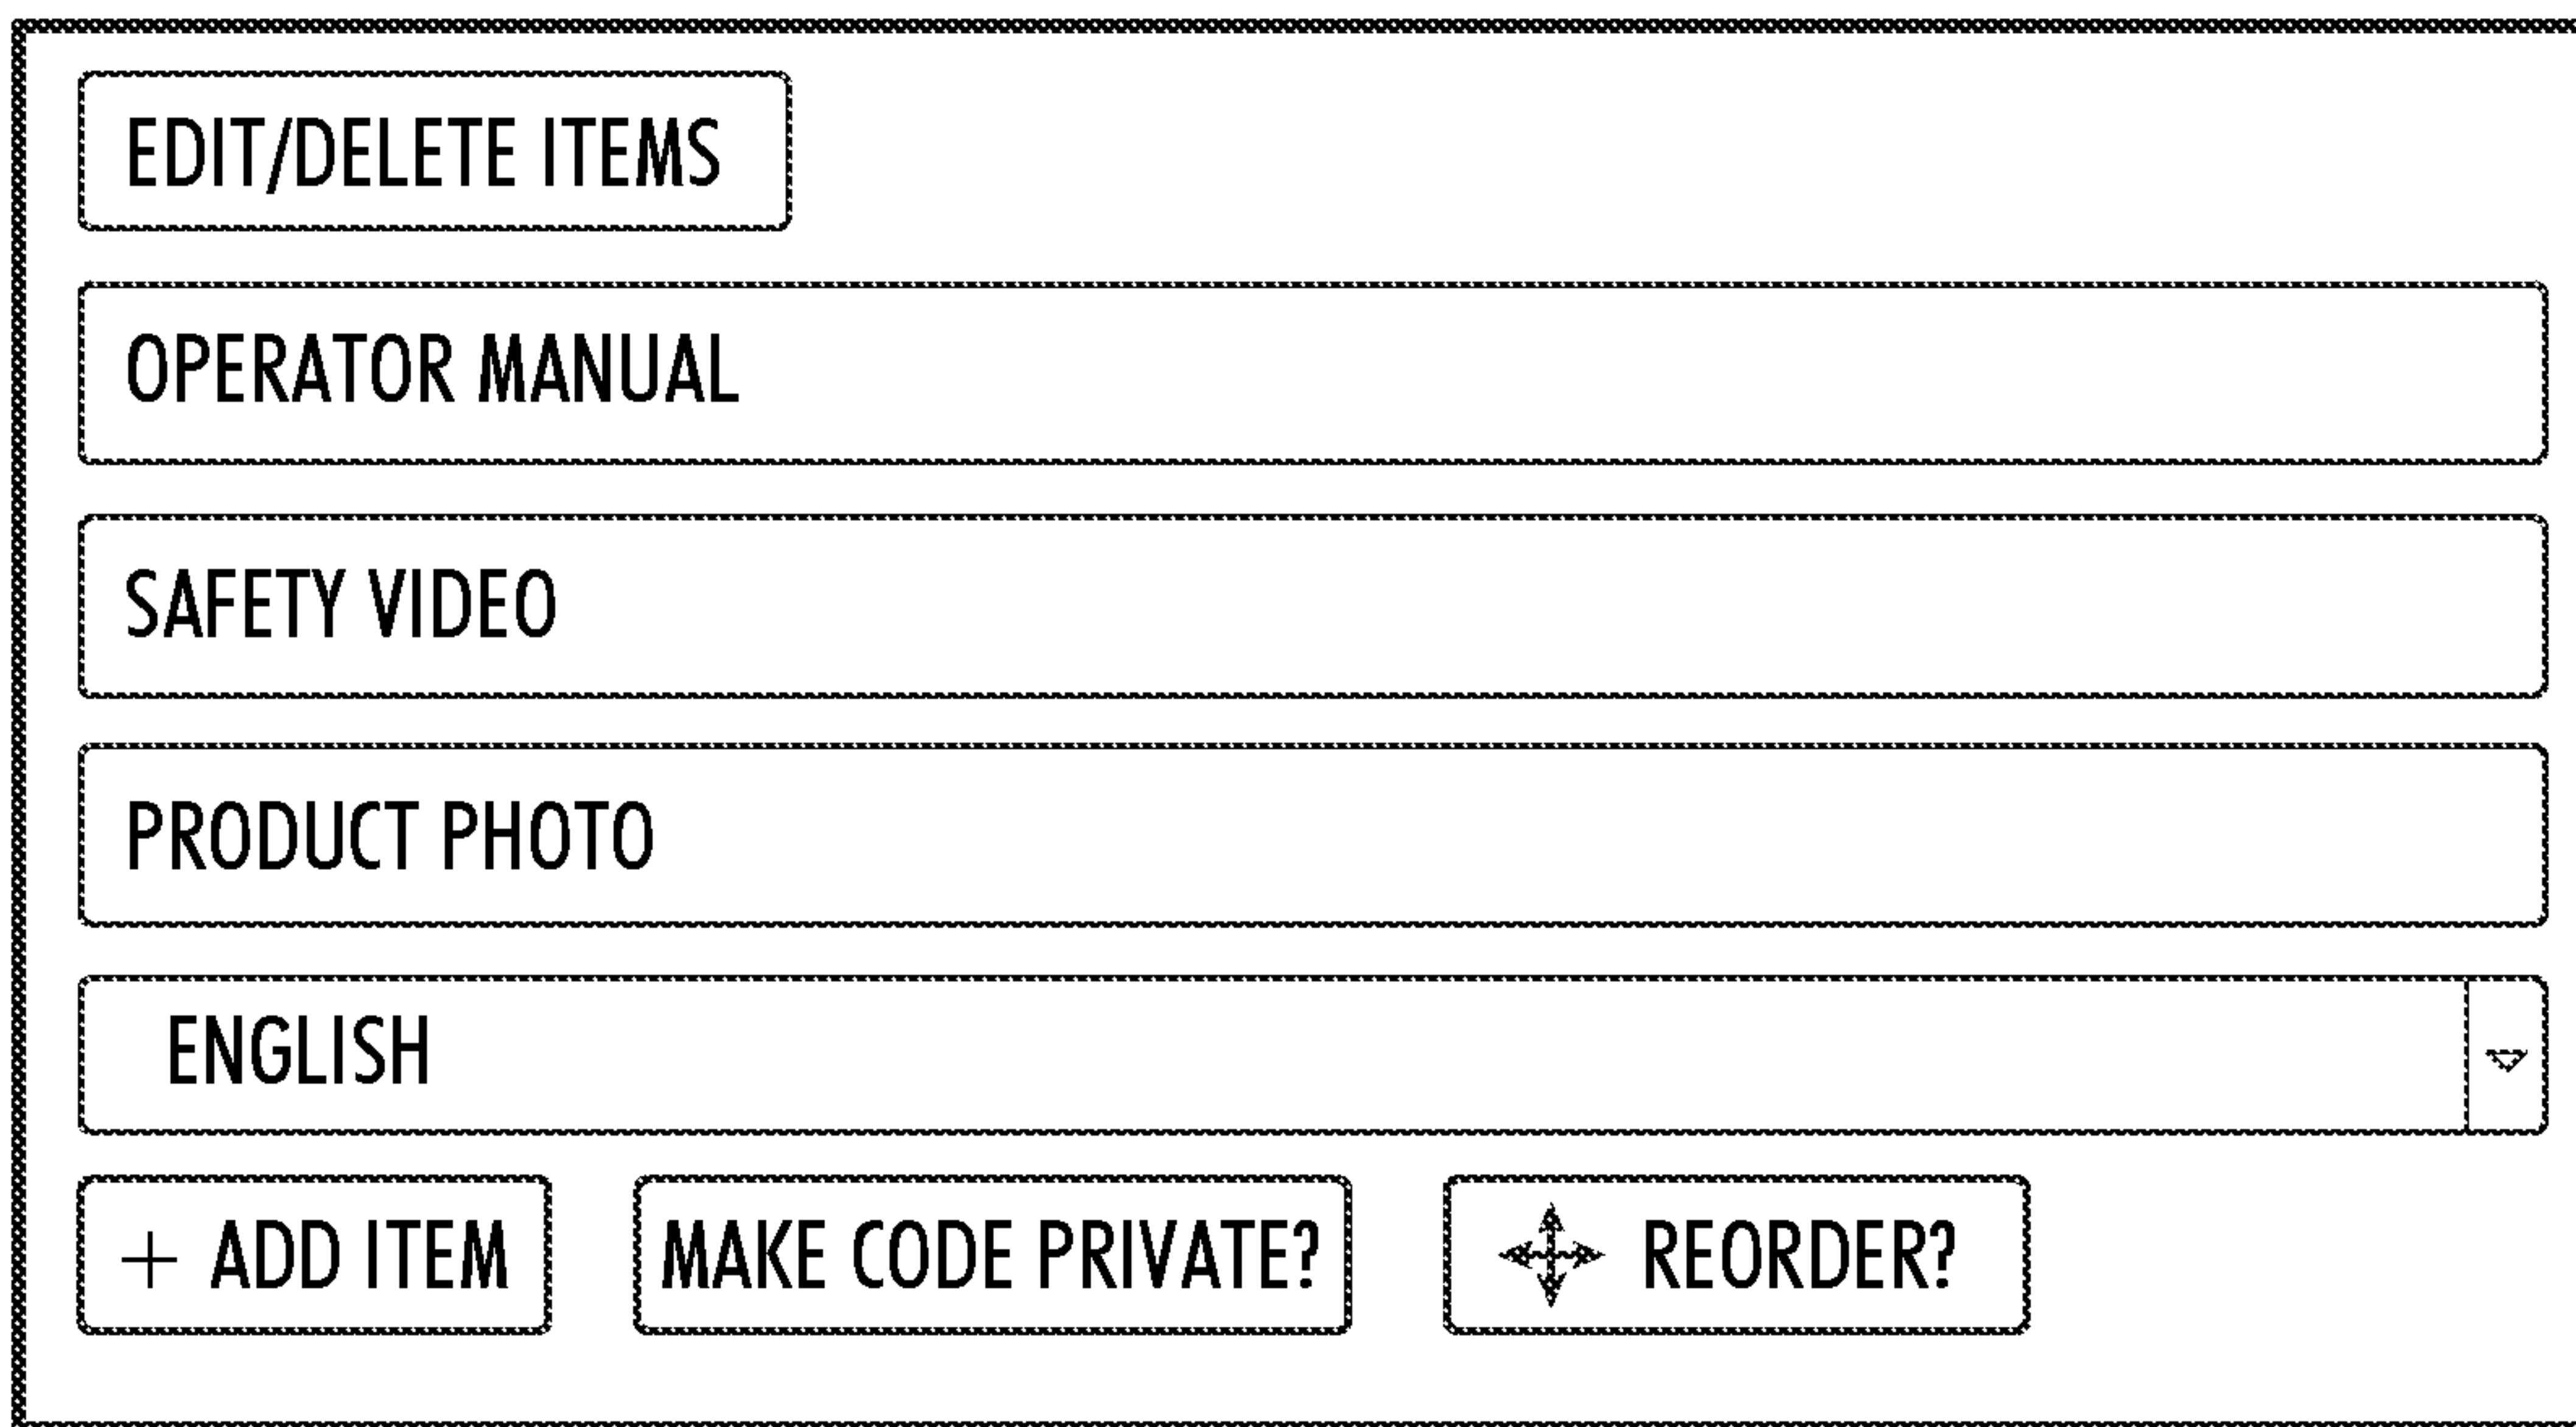 EDIT/DELETE ITEMS
OPERATOR MANUAL
SAFETY VIDEO
PRODUCT PHOTO
ENGLISH
+ ADD ITEM MAKE CODE PRIVATE? REORDER?